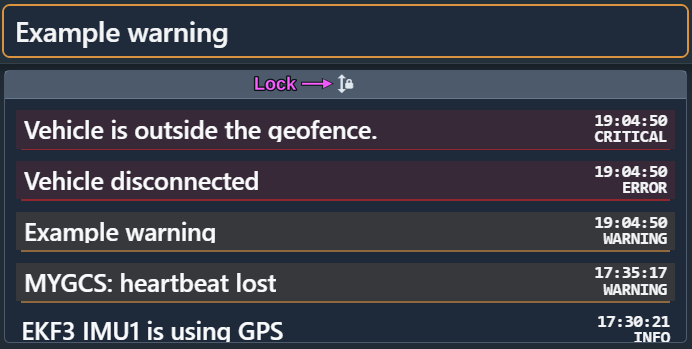 Example warning
Lock
Vehicle is outside the geofence.
19:04:50
CRITICAL
Vehicle disconnected
19:04:50
ERROR
Example warning
19:04:50
WARNING
MYGCS: heartbeat lost
17:35:17
WARNING
EKF3 IMU1 is using GPS
17:30:21
INFO